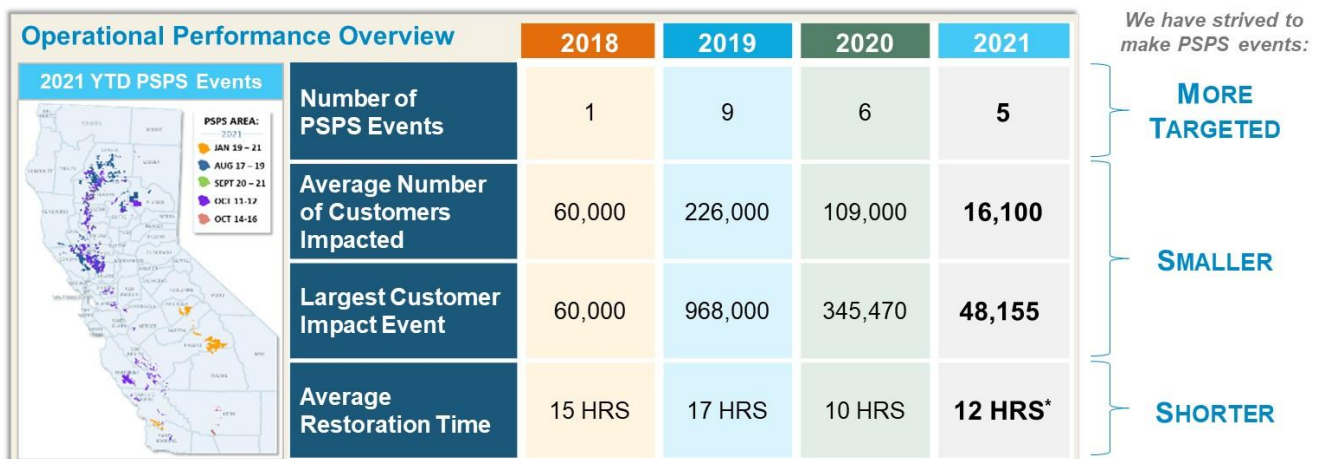 Operational Performance Overview
2018
2019
2020
2021
We have strived to
make PSPS events:
2021 YTD PSPS Events
PSPS AREA:
2021
JAN 19 – 21
AUG 17 – 19
SEPT 20 – 21
OCT 11-12
OCT 14-16
Number of
PSPS Events
1
9
6
5
MORE
TARGETED
Average Number
of Customers
Impacted
60,000
226,000
109,000
16,100
SMALLER
Largest Customer
Impact Event
60,000
968,000
345,470
48,155
Average
Restoration Time
15 HRS
17 HRS
10 HRS
12 HRS*
SHORTER